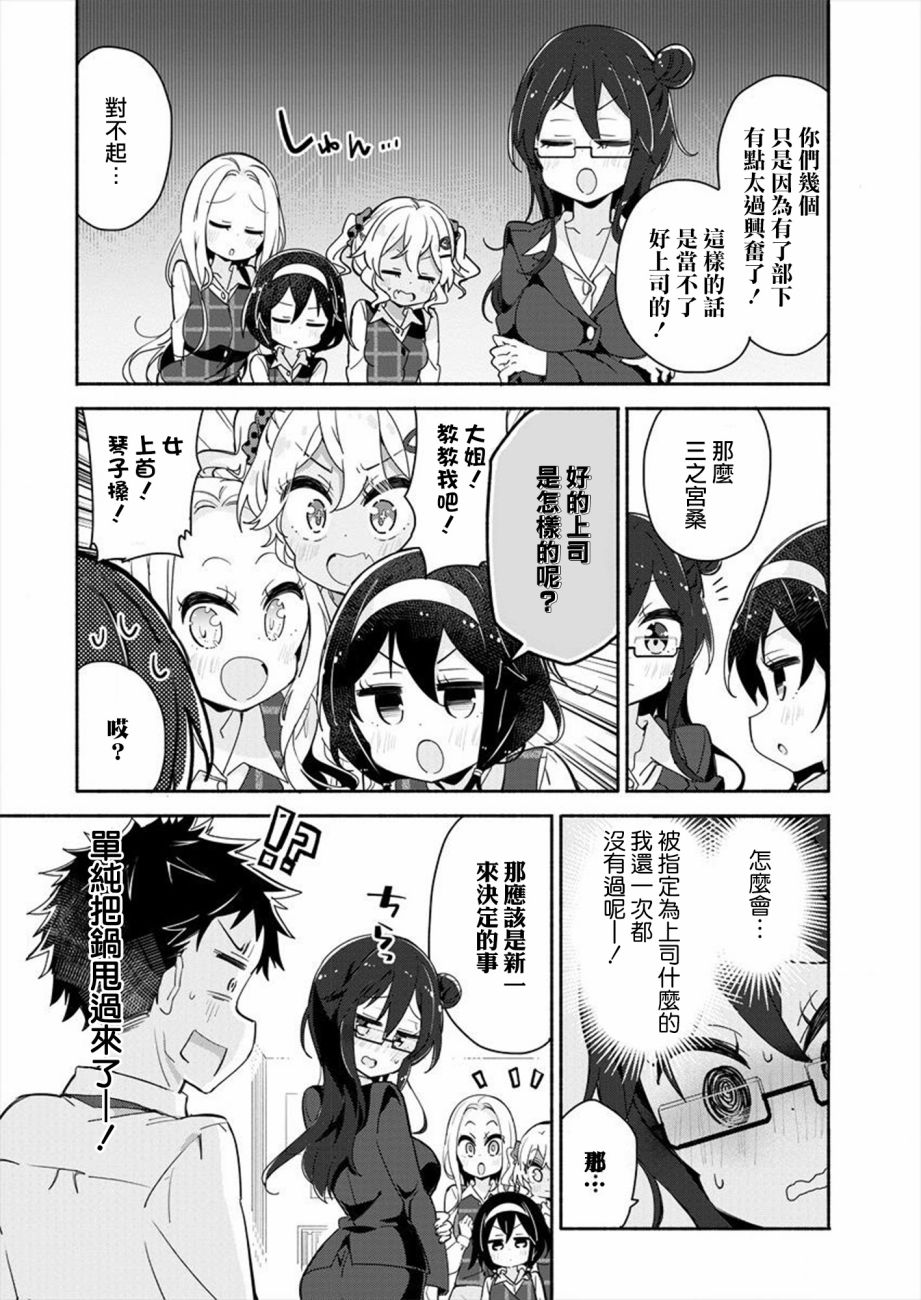 你們幾個
只是因為有了部下
有點太過興奮了！
這樣的話
是當不了
好上司的！
しゅん…
對不起…
那麼
三之宮桑
好的上司
是怎樣的呢？
大姐！
教教我吧！
女
上首！
琴子搡！
哎？
怎麼會…
被指定為上司什麼的
我還一次都
沒有過呢ー！
那…
那應該是新一
來決定的事
ちらっ
!?
單純把鍋甩過來了ー！